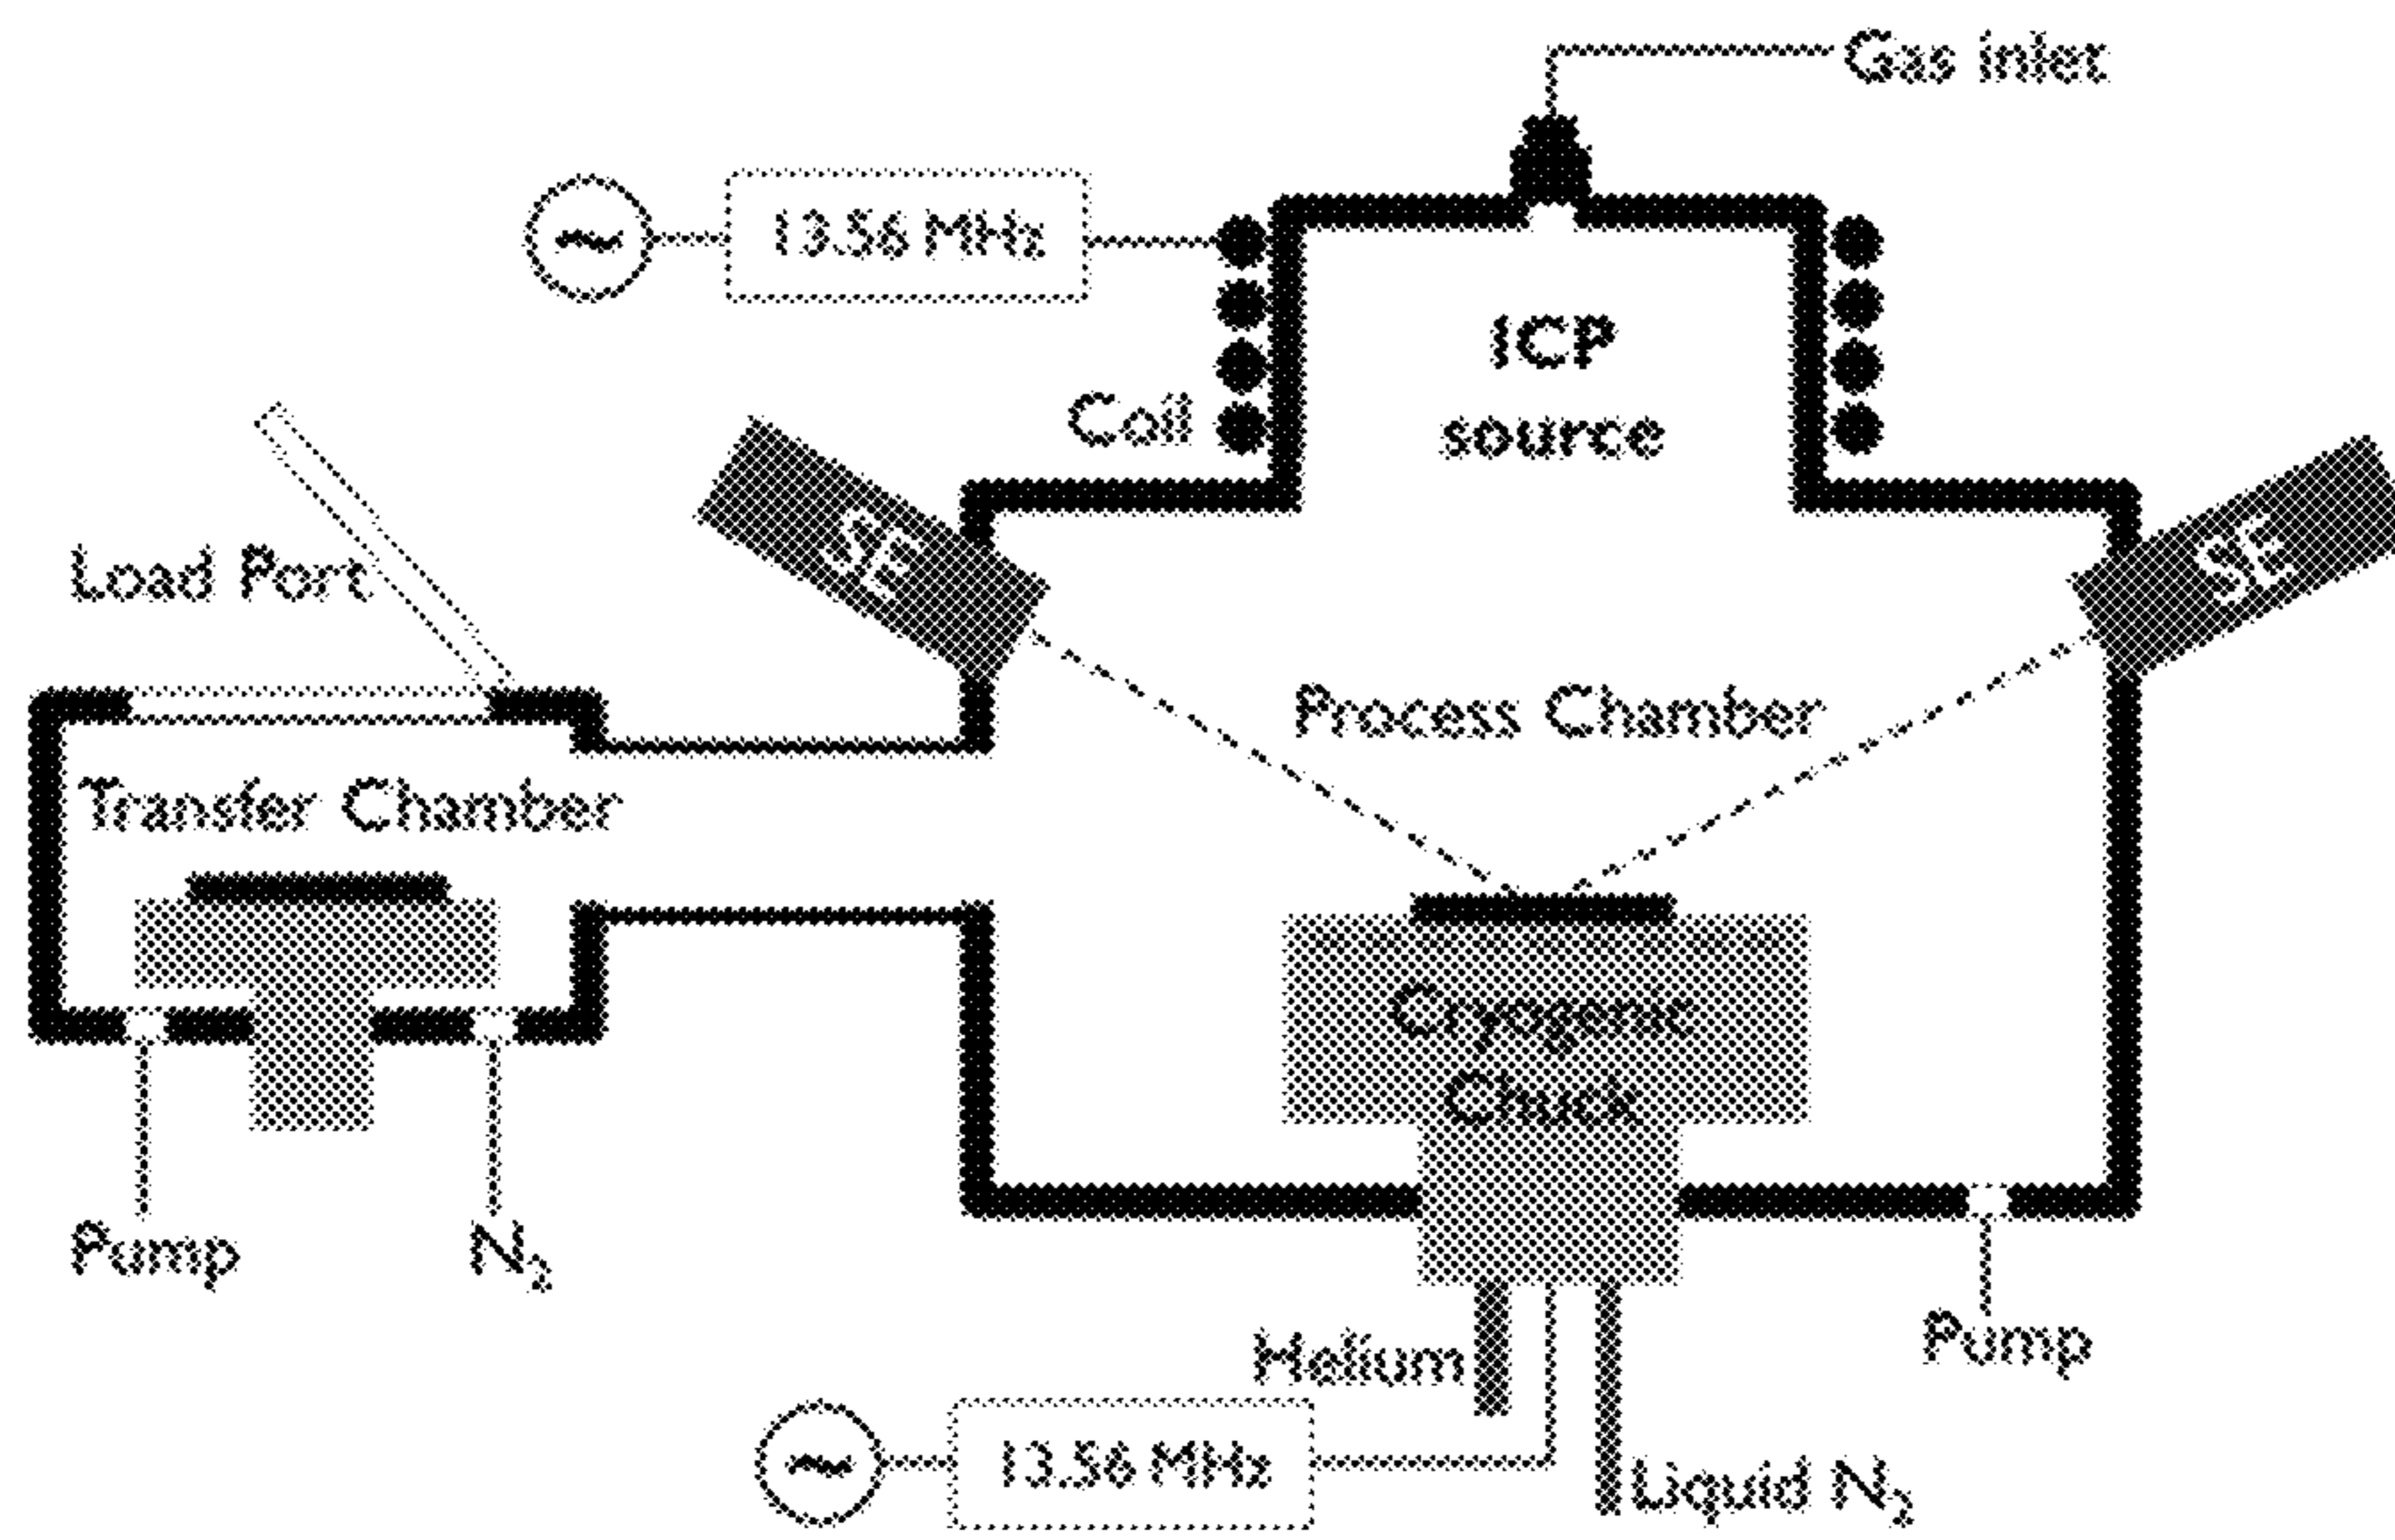 Gas inlet
13.56 MHz
ICP
source
Coil
SE
SE
Load Port
Process Chamber
Transfer Chamber
Cryogenic
Chuck
Pump
N₂
Helium
Pump
13.56 MHz
Liquid N₂